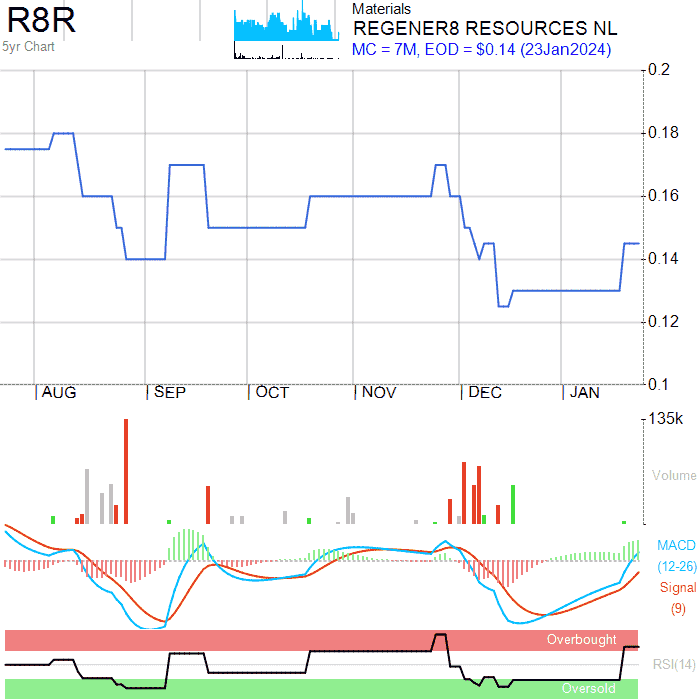 R8R
5yr Chart
Materials
REGENER8 RESOURCES NL
MC = 7M, EOD = $0.14 (23Jan2024)
0.2
0.18
0.16
0.14
0.12
0.1
AUG SEP OCT NOV DEC JAN
135k
Volume
MACD
(12-26)
Signal
(9)
Overbought
RSI(14)
Oversold